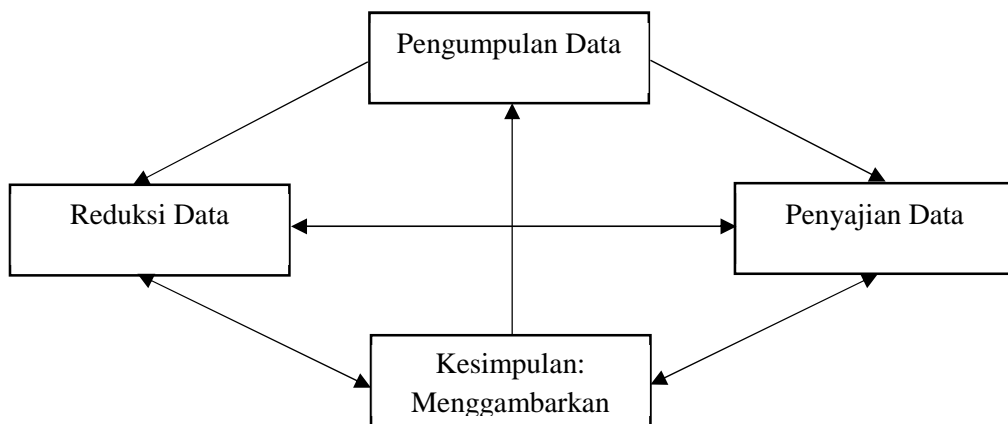 Pengumpulan Data
Reduksi Data
Penyajian Data
Kesimpulan:
Menggambarkan